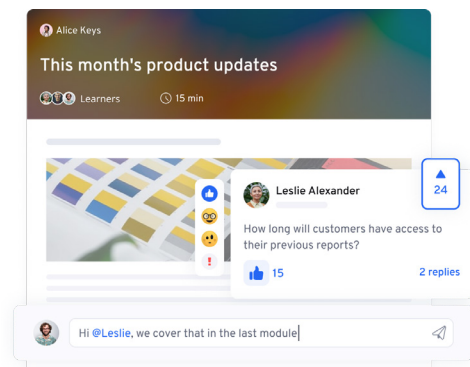 Alice Keys
This month's product updates
Learners
15 min
24
Leslie Alexander
How long will customers have access to
their previous reports?
15
2 replies
Hi @Leslie, we cover that in the last module